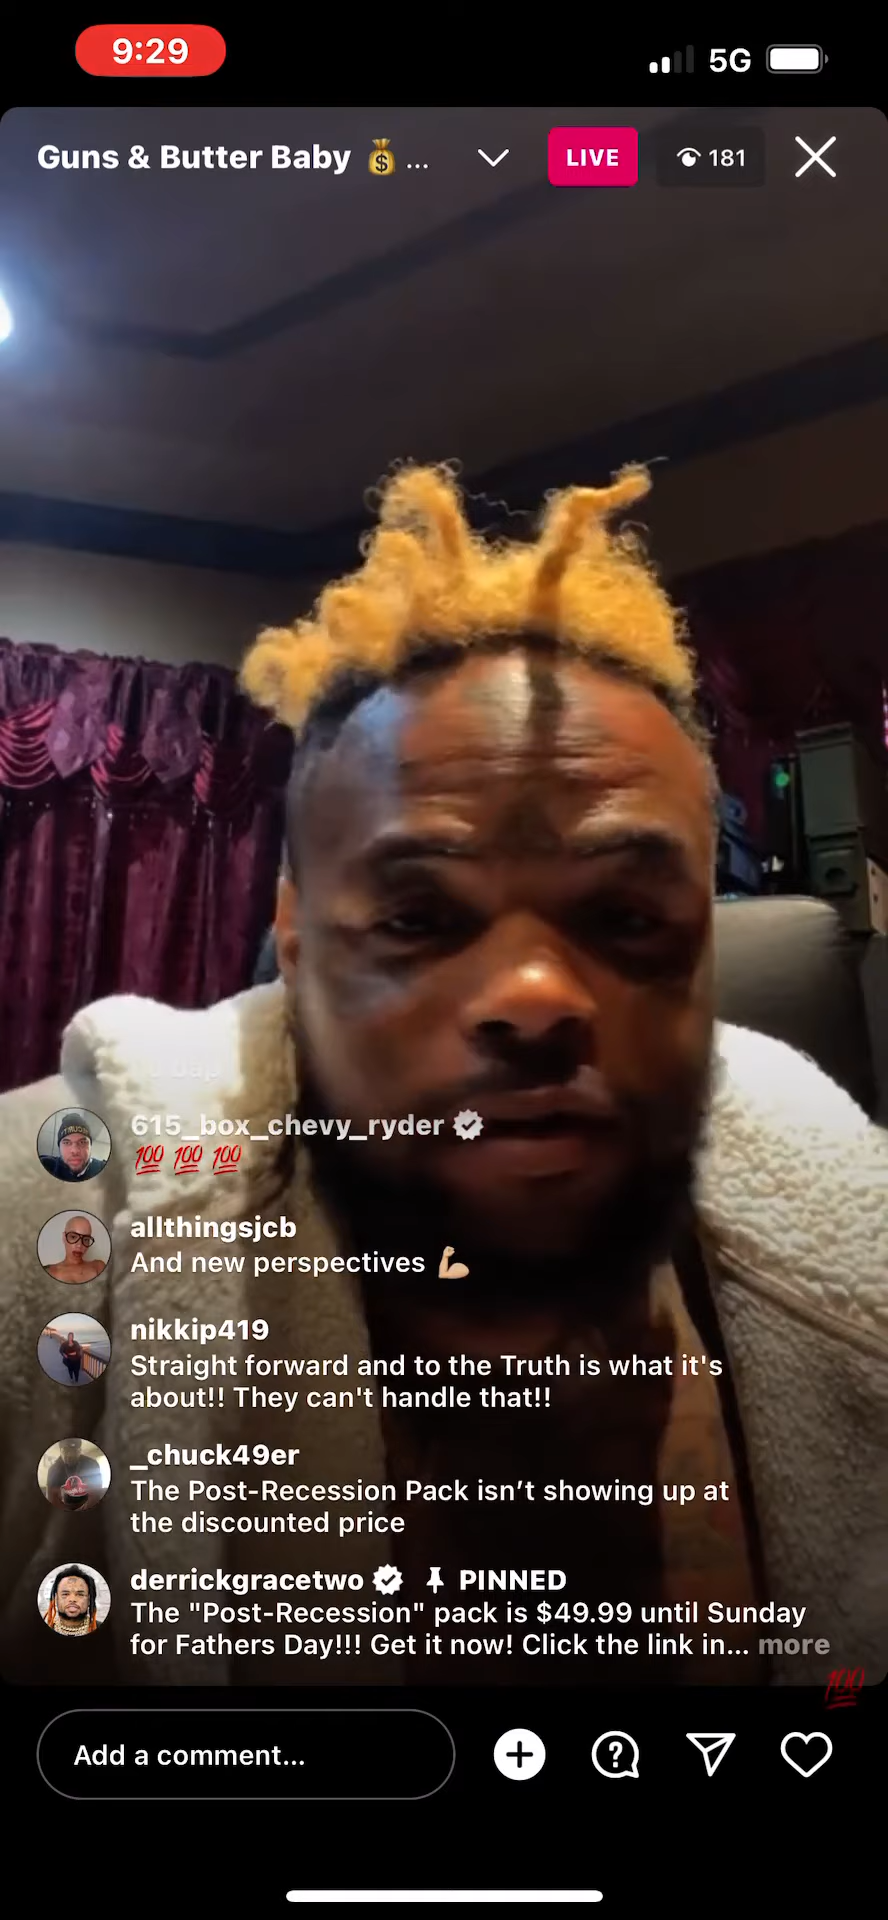 9:29
5G
Guns & Butter Baby 💰 ...
LIVE
181
615_box_chevy_ryder
💯 💯 💯
allthingsjcb
And new perspectives 💪🏼
nikkip419
Straight forward and to the Truth is what it's
about!! They can't handle that!!
_chuck49er
The Post-Recession Pack isn’t showing up at
the discounted price
derrickgracetwo PINNED
The "Post-Recession" pack is $49.99 until Sunday
for Fathers Day!!! Get it now! Click the link in... more
💯
Add a comment...